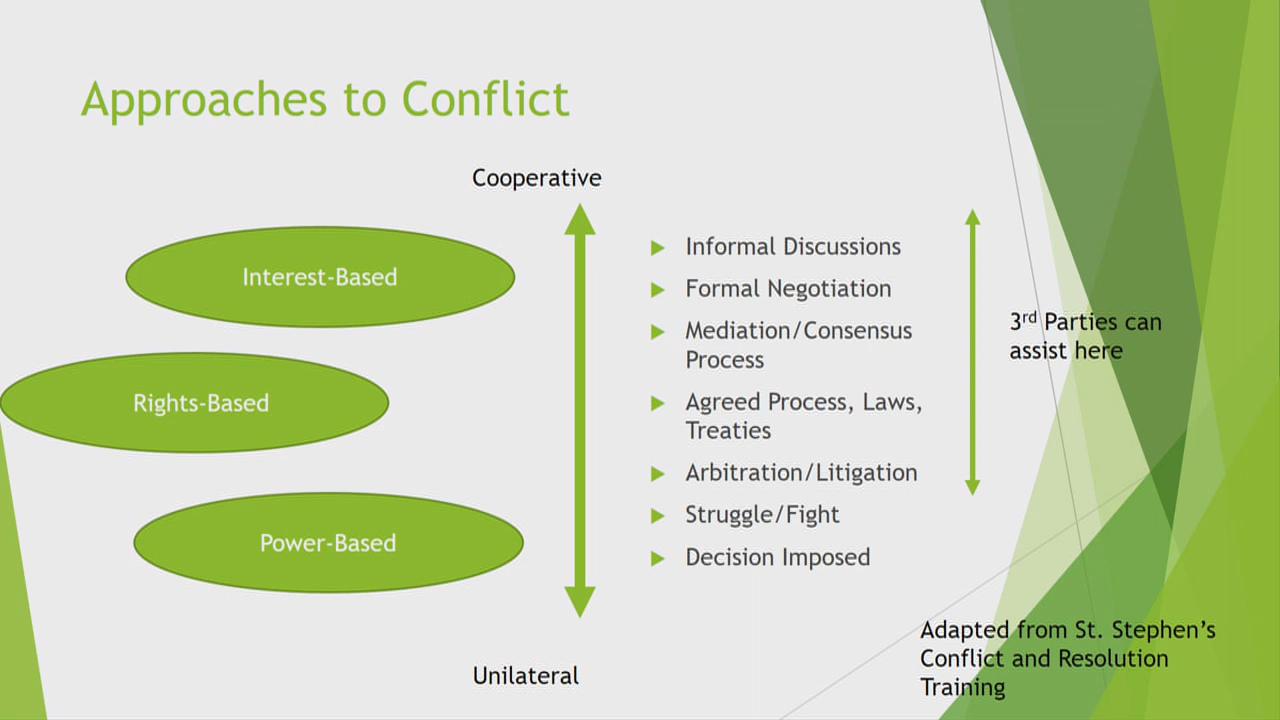 Approaches to Conflict
Cooperative
Interest-Based
Rights-Based
Power-Based
Unilateral
Informal Discussions
Formal Negotiation
Mediation/Consensus
Process
Agreed Process, Laws,
Treaties
Arbitration/Litigation
Struggle/Fight
Decision Imposed
3rd Parties can
assist here
Adapted from St. Stephen’s
Conflict and Resolution
Training